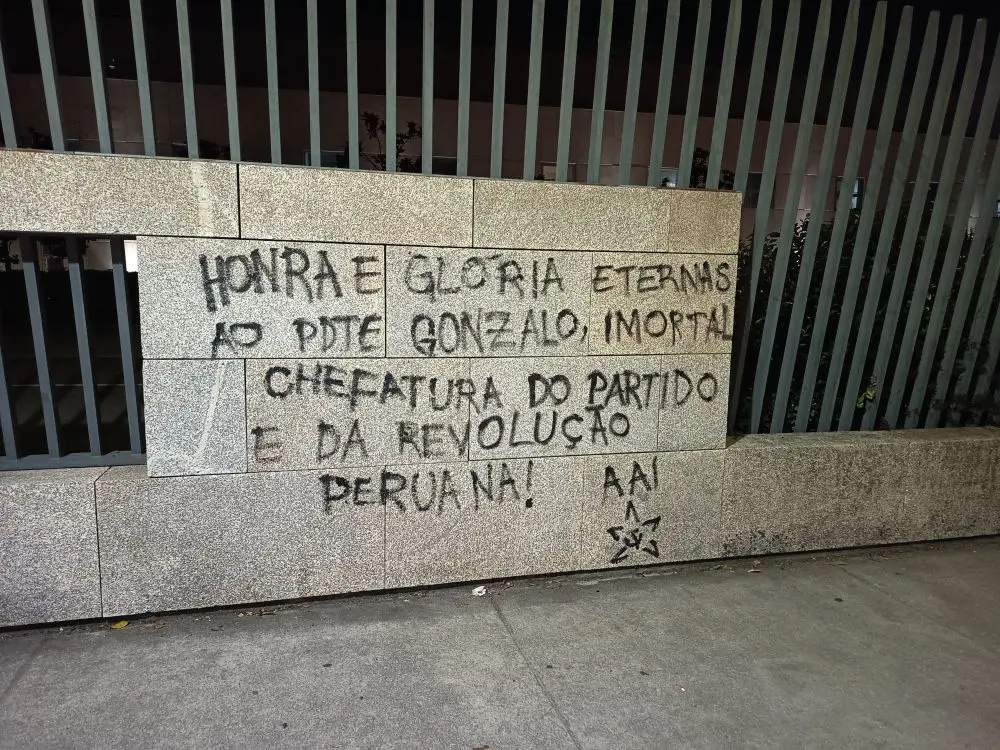 HONRA E GLÓRIA ETERNAS
AO PDTE GONZALO, IMORTAL
CHEFATURA DO PARTIDO
E DA REVOLUÇÃO
PERUANA! AAI